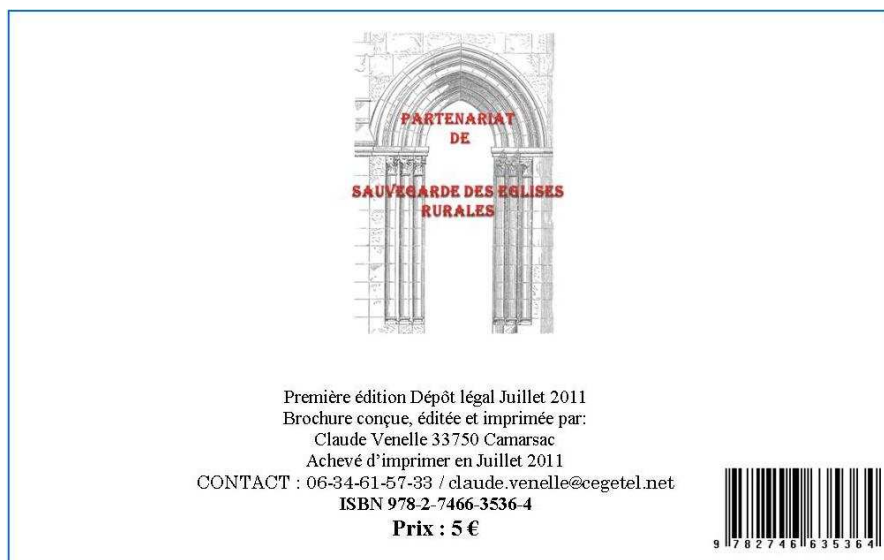 PARTENARIAT
DE
SAUVEGARDE DES EGLISES
RURALES
Première édition Dépôt légal Juillet 2011
Brochure conçue, éditée et imprimée par:
Claude Venelle 33750 Camarsac
Achevé d’imprimer en Juillet 2011
CONTACT : 06-34-61-57-33 / claude.venelle@cegetel.net
ISBN 978-2-7466-3536-4
Prix : 5 €
9 782746 635364